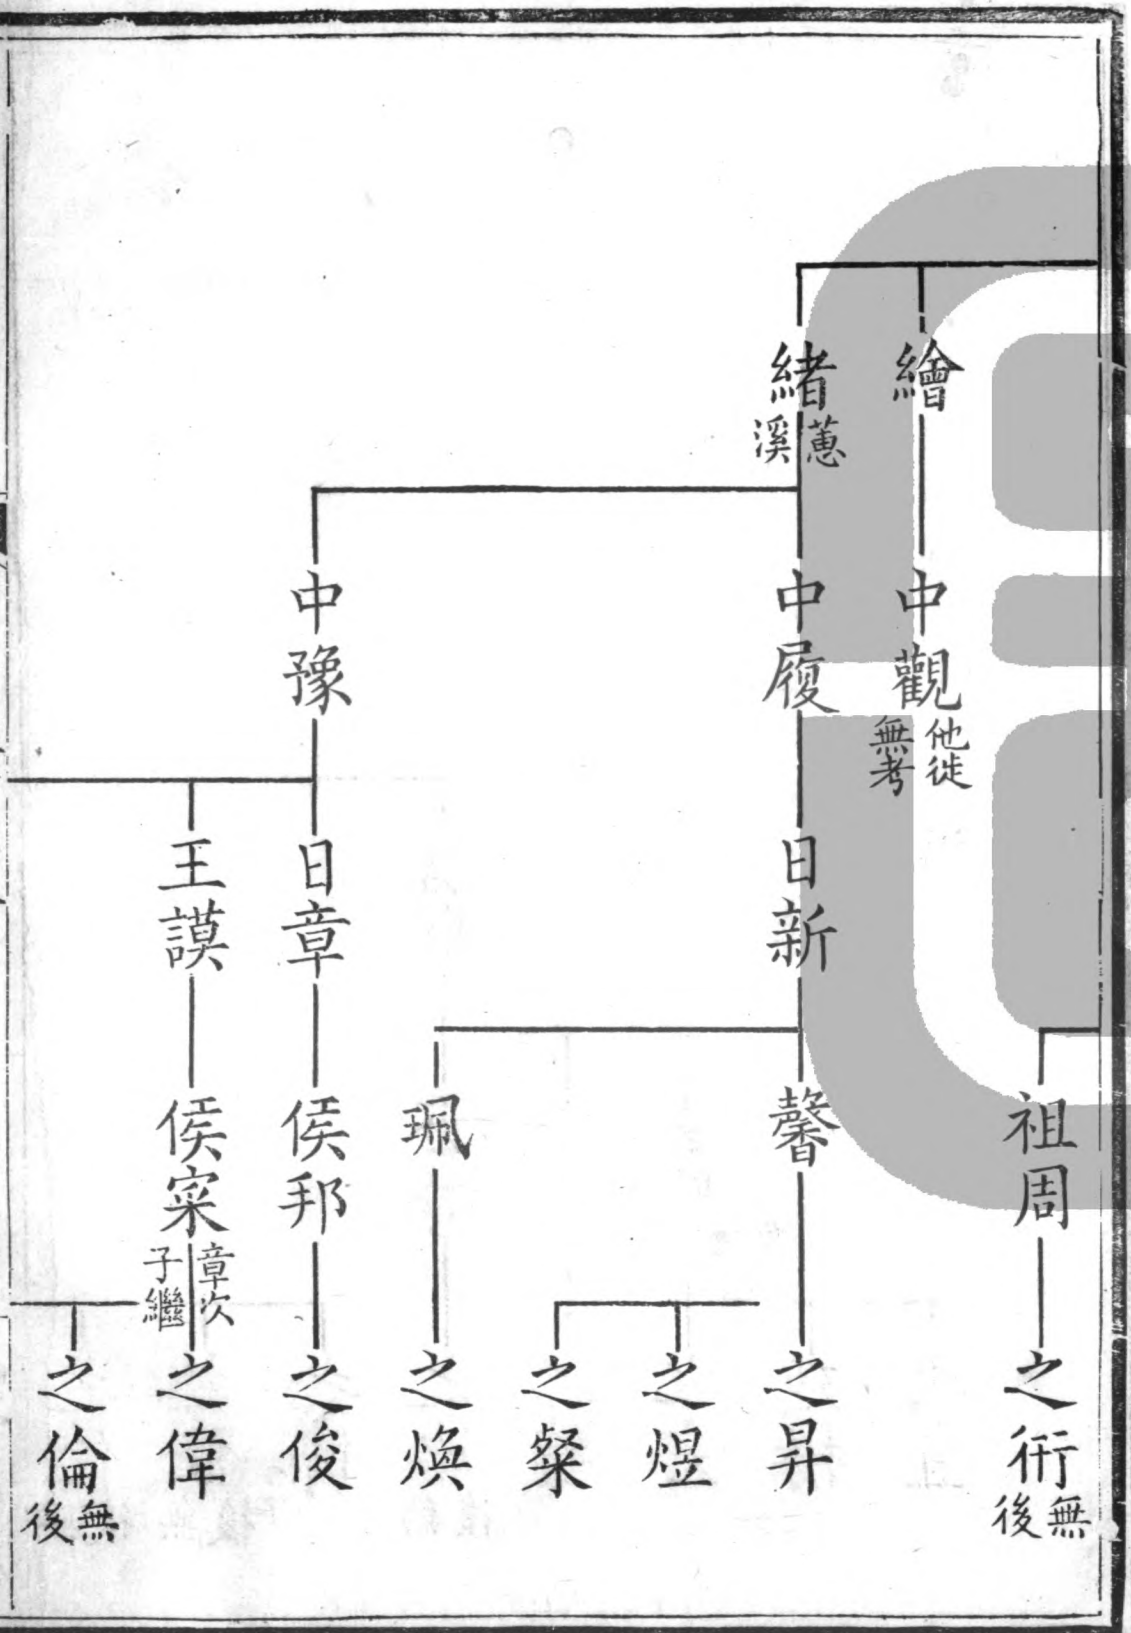 繪
緒
蕙溪
中觀
他徙無考
中履
中豫
日新
日章
王謨
祖周
馨
珮
侯邦
侯寀
章次子繼
之衍
無後
之昇
之煜
之粲
之煥
之俊
之偉
之倫
無後